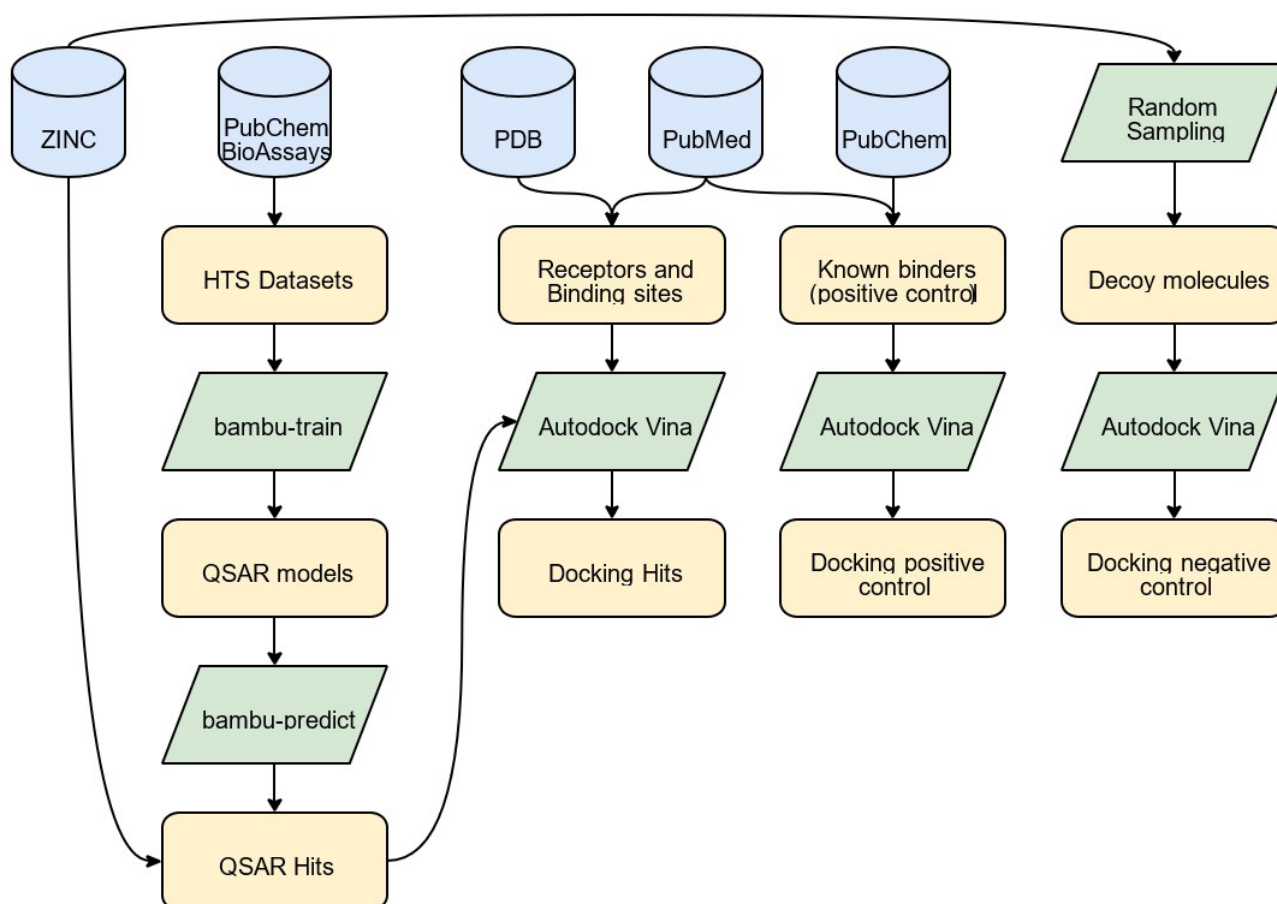 ZINC
PubChem
BioAssays
PDB
PubMed
PubChem
Random
Sampling
HTS Datasets
Receptors and
Binding sites
Known binders
(positive control)
Decoy molecules
bambu-train
Autodock Vina
Autodock Vina
Autodock Vina
QSAR models
Docking Hits
Docking positive
control
Docking negative
control
bambu-predict
QSAR Hits